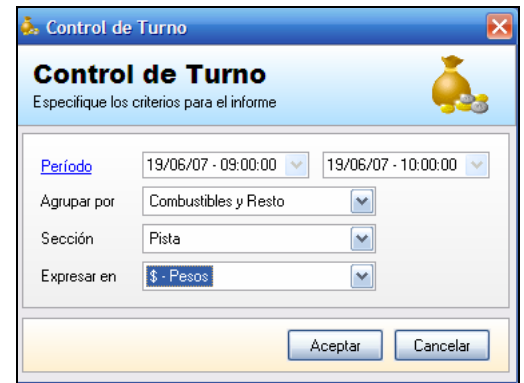 Control de Turno
Control de Turno
Especifique los criterios para el informe
Período 19/06/07 - 09:00:00 19/06/07 - 10:00:00
Agrupar por Combustibles y Resto
Sección Pista
Expresar en $ - Pesos
Aceptar Cancelar